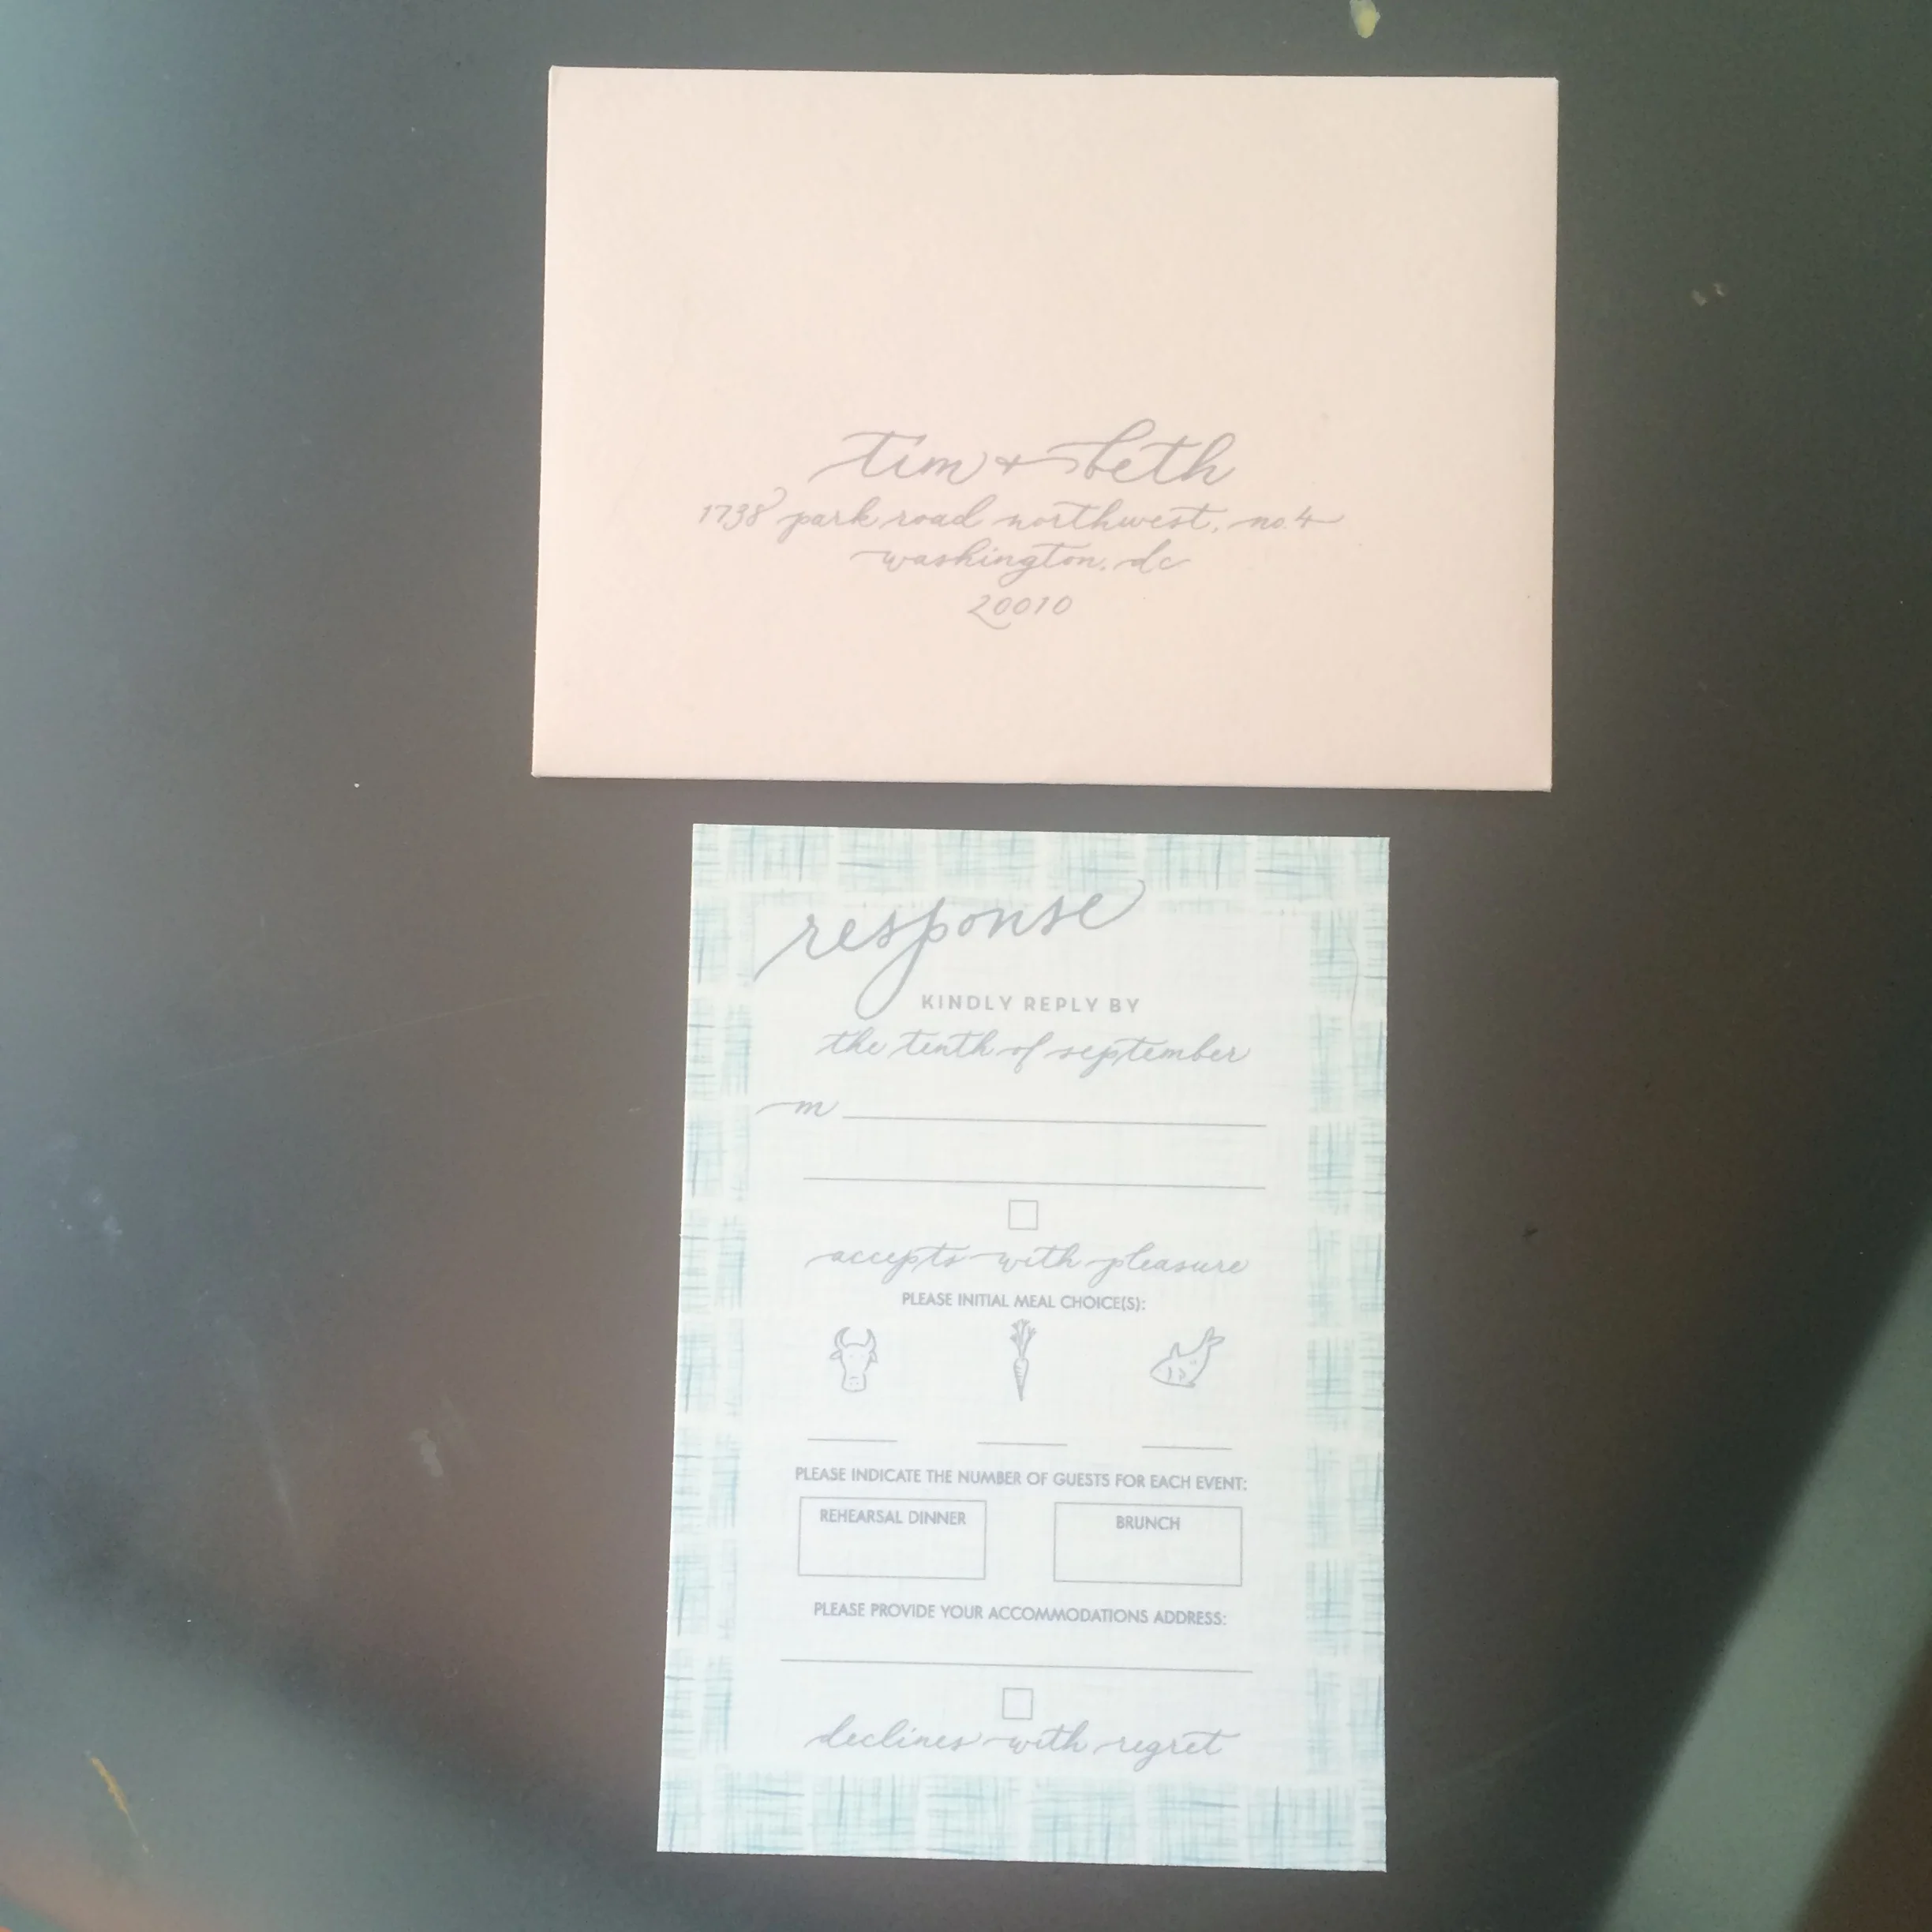 tim + beth
1738 park road northwest, no. 4
washington, dc
20010
response
KINDLY REPLY BY
the tenth of september
m
accepts with pleasure
PLEASE INITIAL MEAL CHOICE(S):
PLEASE INDICATE THE NUMBER OF GUESTS FOR EACH EVENT:
REHEARSAL DINNER BRUNCH
PLEASE PROVIDE YOUR ACCOMMODATIONS ADDRESS:
declines with regret